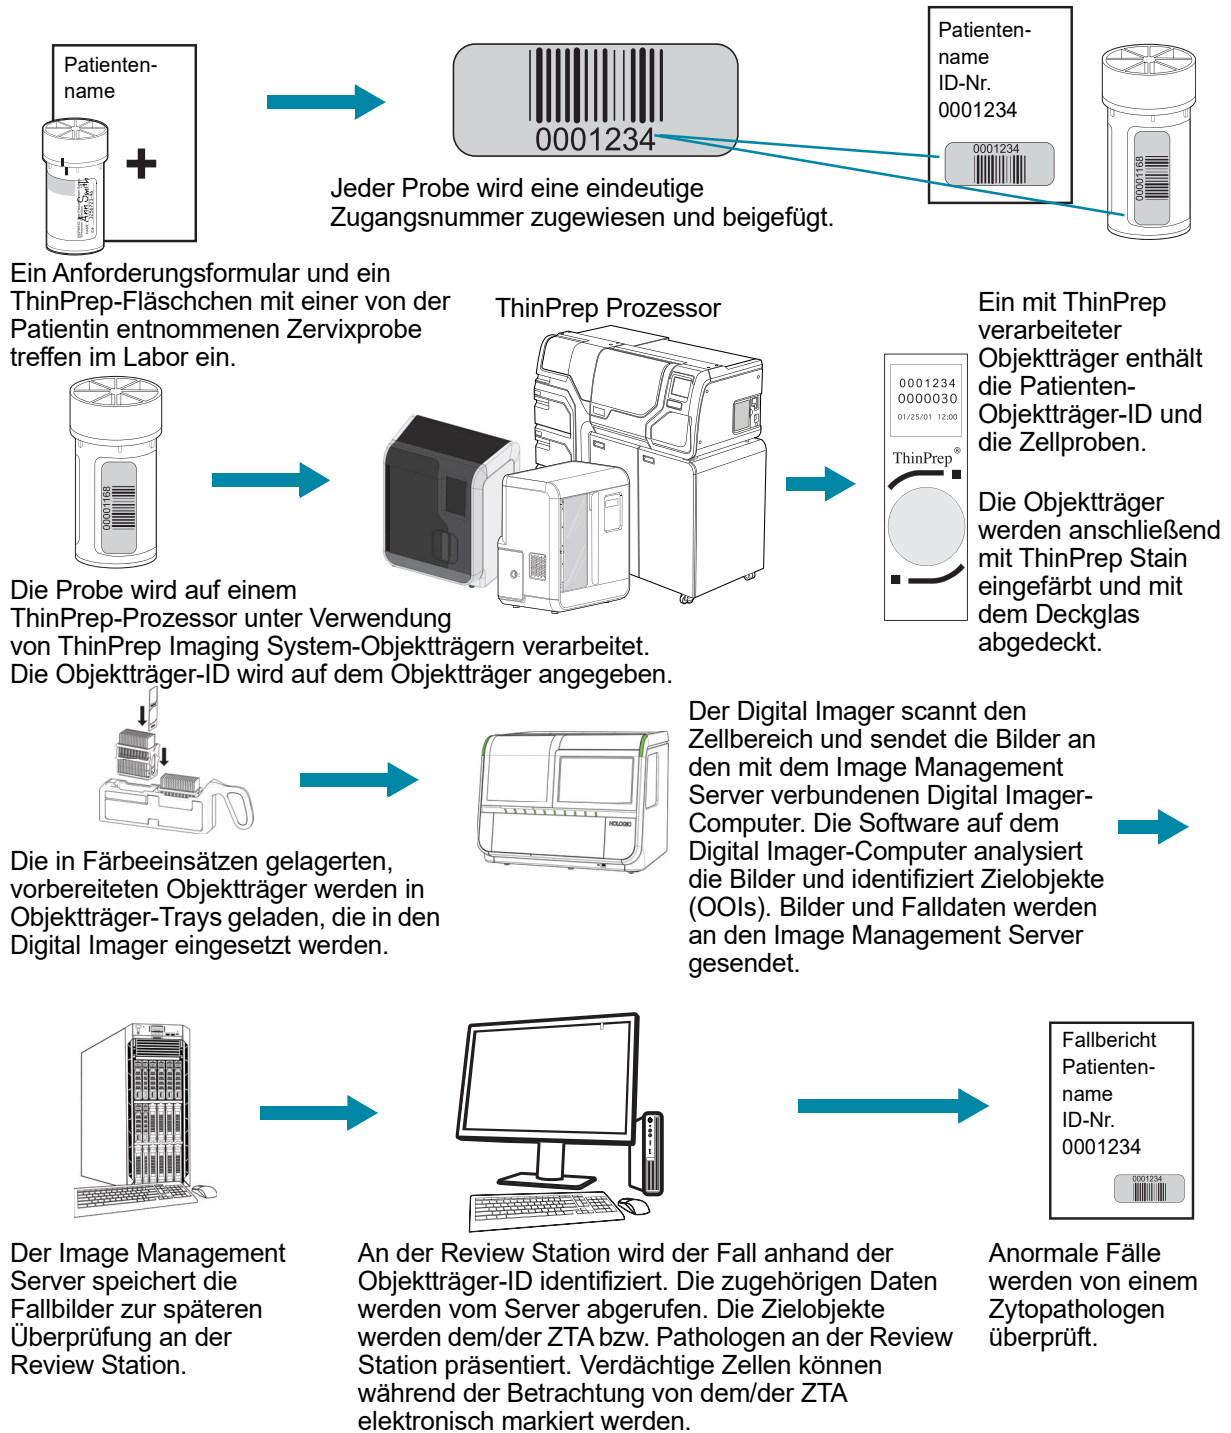 Patienten-
name
Ann Smith
0001234
Patienten-
name
ID-Nr.
0001234
0001234
00001168
Jeder Probe wird eine eindeutige
Zugangsnummer zugewiesen und beigefügt.
Ein Anforderungsformular und ein
ThinPrep-Fläschchen mit einer von der
Patientin entnommenen Zervixprobe
treffen im Labor ein.
ThinPrep Prozessor
00001168
0001234
0000030
01/25/01 12:00
ThinPrep®
Ein mit ThinPrep
verarbeiteter
Objektträger enthält
die Patienten-
Objektträger-ID und
die Zellproben.
Die Objektträger
werden anschließend
mit ThinPrep Stain
eingefärbt und mit
dem Deckglas
abgedeckt.
Die Probe wird auf einem
ThinPrep-Prozessor unter Verwendung
von ThinPrep Imaging System-Objektträgern verarbeitet.
Die Objektträger-ID wird auf dem Objektträger angegeben.
HOLOGIC
Der Digital Imager scannt den
Zellbereich und sendet die Bilder an
den mit dem Image Management
Server verbundenen Digital Imager-
Computer. Die Software auf dem
Digital Imager-Computer analysiert
die Bilder und identifiziert Zielobjekte
(OOIs). Bilder und Falldaten werden
an den Image Management Server
gesendet.
Die in Färbeeinsätzen gelagerten,
vorbereiteten Objektträger werden in
Objektträger-Trays geladen, die in den
Digital Imager eingesetzt werden.
Fallbericht
Patienten-
name
ID-Nr.
0001234
0001234
Der Image Management
Server speichert die
Fallbilder zur späteren
Überprüfung an der
Review Station.
An der Review Station wird der Fall anhand der
Objektträger-ID identifiziert. Die zugehörigen Daten
werden vom Server abgerufen. Die Zielobjekte
werden dem/der ZTA bzw. Pathologen an der Review
Station präsentiert. Verdächtige Zellen können
während der Betrachtung von dem/der ZTA
elektronisch markiert werden.
Anormale Fälle
werden von einem
Zytopathologen
überprüft.